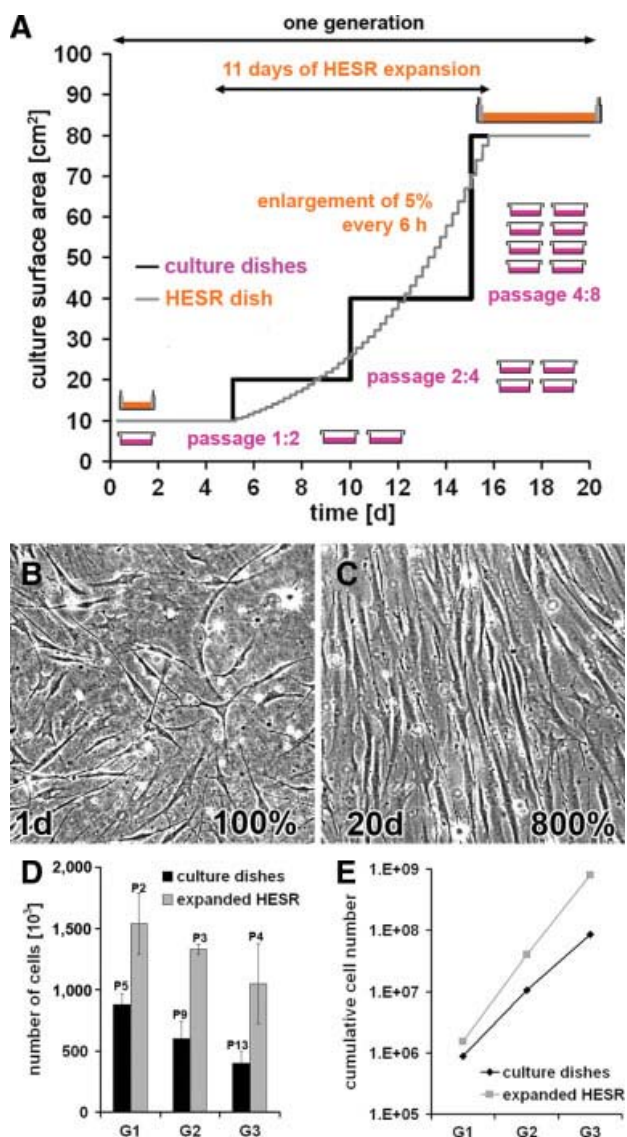 A
one generation
11 days of HESR expansion
100
90
80
70
60
50
40
30
20
10
0
culture surface area [cm²]
enlargement of 5%
every 6 h
culture dishes
HESR dish
passage 4:8
passage 2:4
passage 1:2
0 2 4 6 8 10 12 14 16 18 20
time [d]
B
1d 100%
C
20d 800%
D
culture dishes
expanded HESR
2,000
1,500
1,000
500
0
number of cells [10³]
P2
P5
P3
P9
P4
P13
G1 G2 G3
E
1.E+09
1.E+08
1.E+07
1.E+06
1.E+05
cumulative cell number
culture dishes
expanded HESR
G1 G2 G3